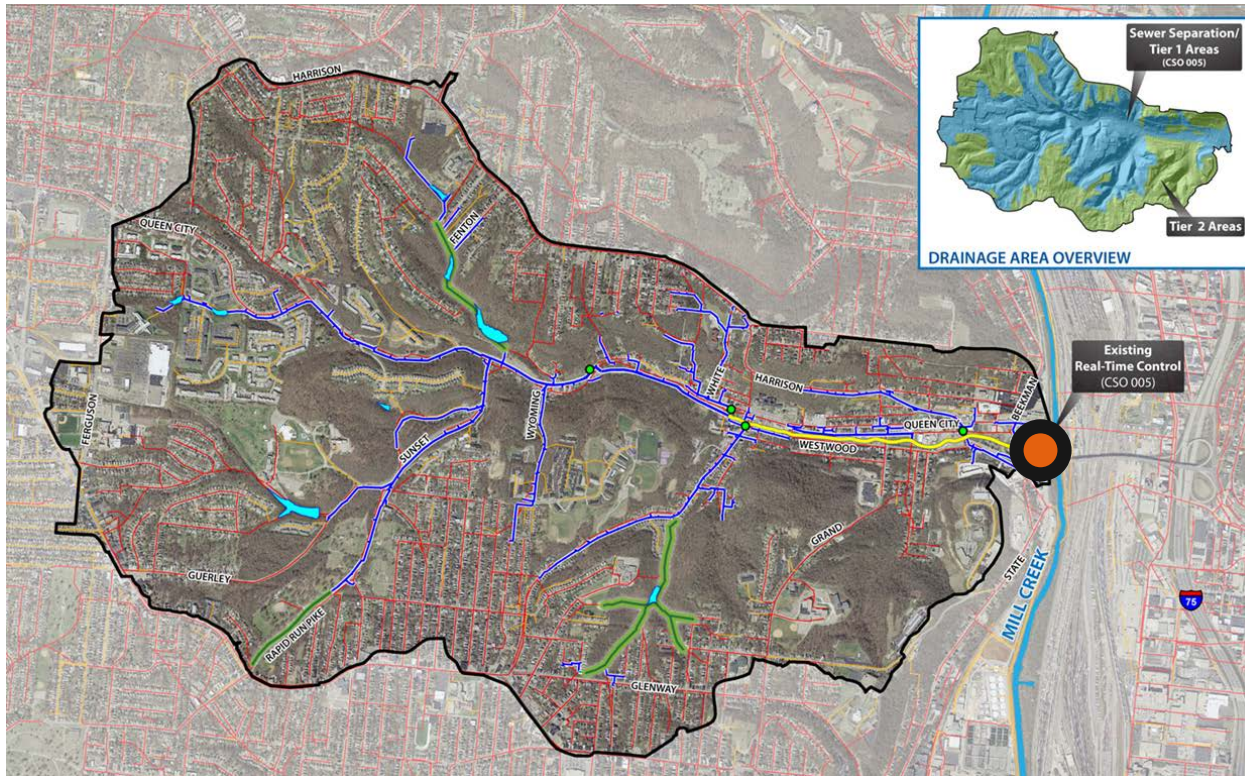 HARRISON
Sewer Separation/
Tier 1 Areas
(CSO 005)
Tier 2 Areas
DRAINAGE AREA OVERVIEW
QUEEN CITY
FENTON
Existing
Real-Time Control
(CSO 005)
WHITE
HARRISON
BEEKMAN
FERGUSON
WYOMING
QUEEN CITY
SUNSET
WESTWOOD
GRAND
STATE
GUERLEY
MILL CREEK
75
RAPID RUN PIKE
GLENWAY